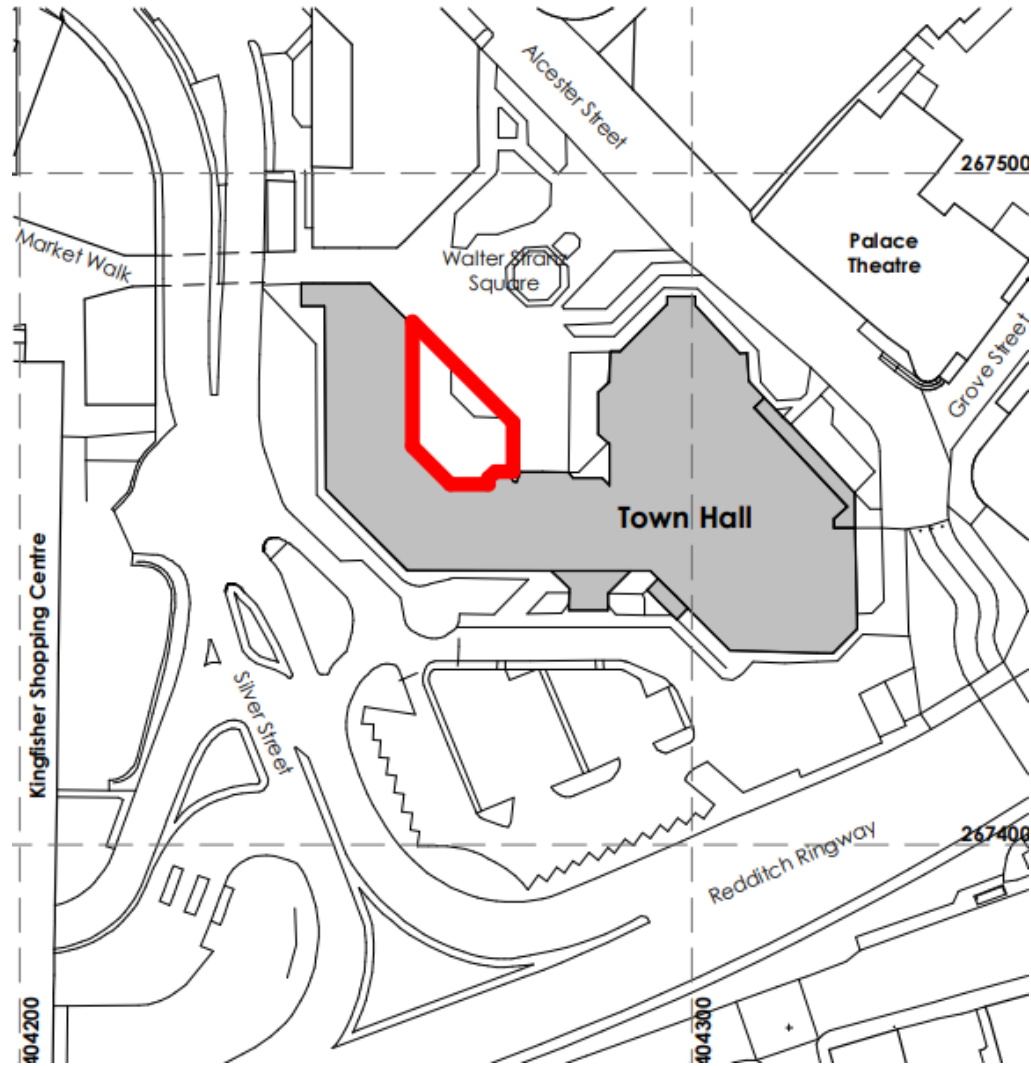 Alcester Street
267500
Market Walk
Walter Stranz
Square
Palace
Theatre
Grove Street
Town Hall
Kingfisher Shopping Centre
Silver Street
267400
Redditch Ringway
404200
404300